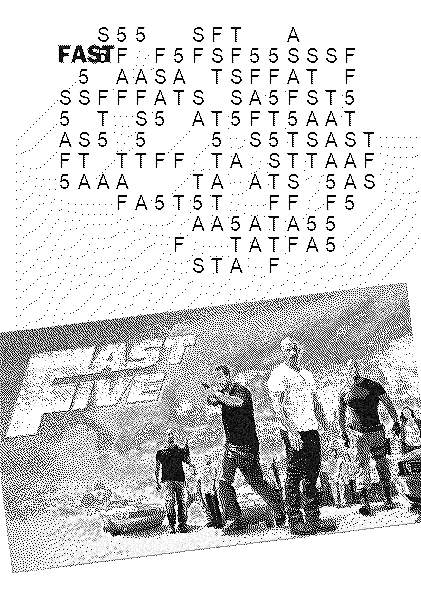 S55 SFT A
FAST F F5FSF55SSSF
5 AASA TSFFAT F
SSFFFATS SA5FST5
5 T S5 AT5FT5AAT
AS5 5 5 S5TSAST
FT TTFF TA STTAAF
5AAA TA ATS 5AS
FA5T5T FF F5
AA5ATA55
F TATFA5
STA F
FAST
FIVE